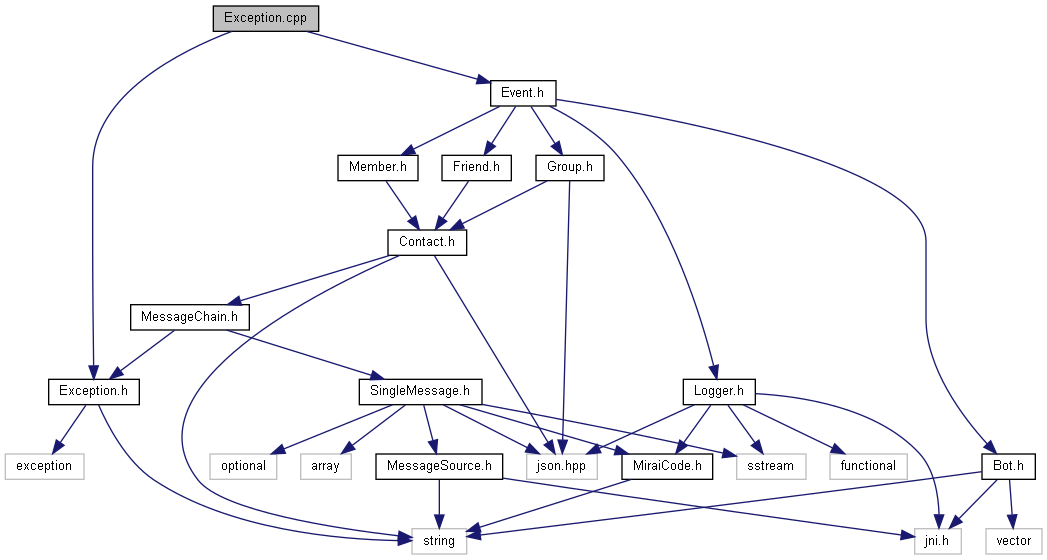 Exception.cpp
Event.h
Member.h
Friend.h
Group.h
Contact.h
MessageChain.h
Exception.h
SingleMessage.h
Logger.h
exception
optional
array
MessageSource.h
json.hpp
MiraiCode.h
sstream
functional
Bot.h
string
jni.h
vector